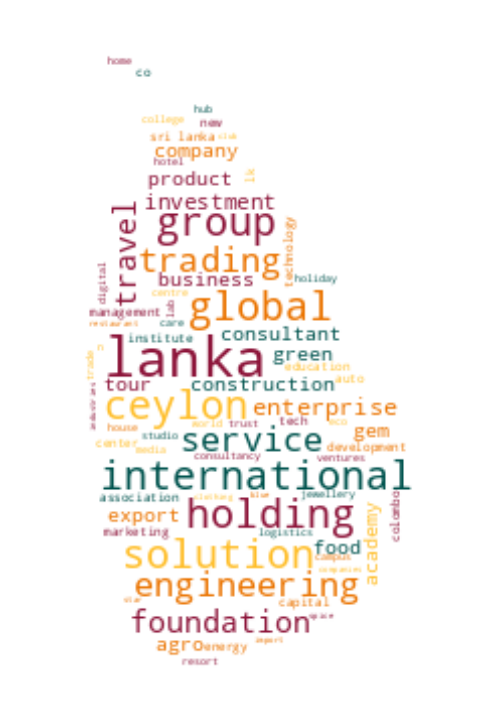 home
co
hub
college new
sri lanka club
company
hotel
product lk
investment
group
travel
trading
technology
business
holiday
digital
centre
global
management
lab
restaurant
care
consultant
institute
lanka
green
trade
n
education
tour
construction
auto
industries
ceylon
enterprise
house
world
trust
tech
eco
gem
studio
service
center
media
development
consultancy
ventures
international
association
clothing
blue
jewellery
colombo
export
holding
marketing
logistics
academy
solution
food
campus
companies
engineering
star
capital
foundation
spice
agro
energy
import
resort